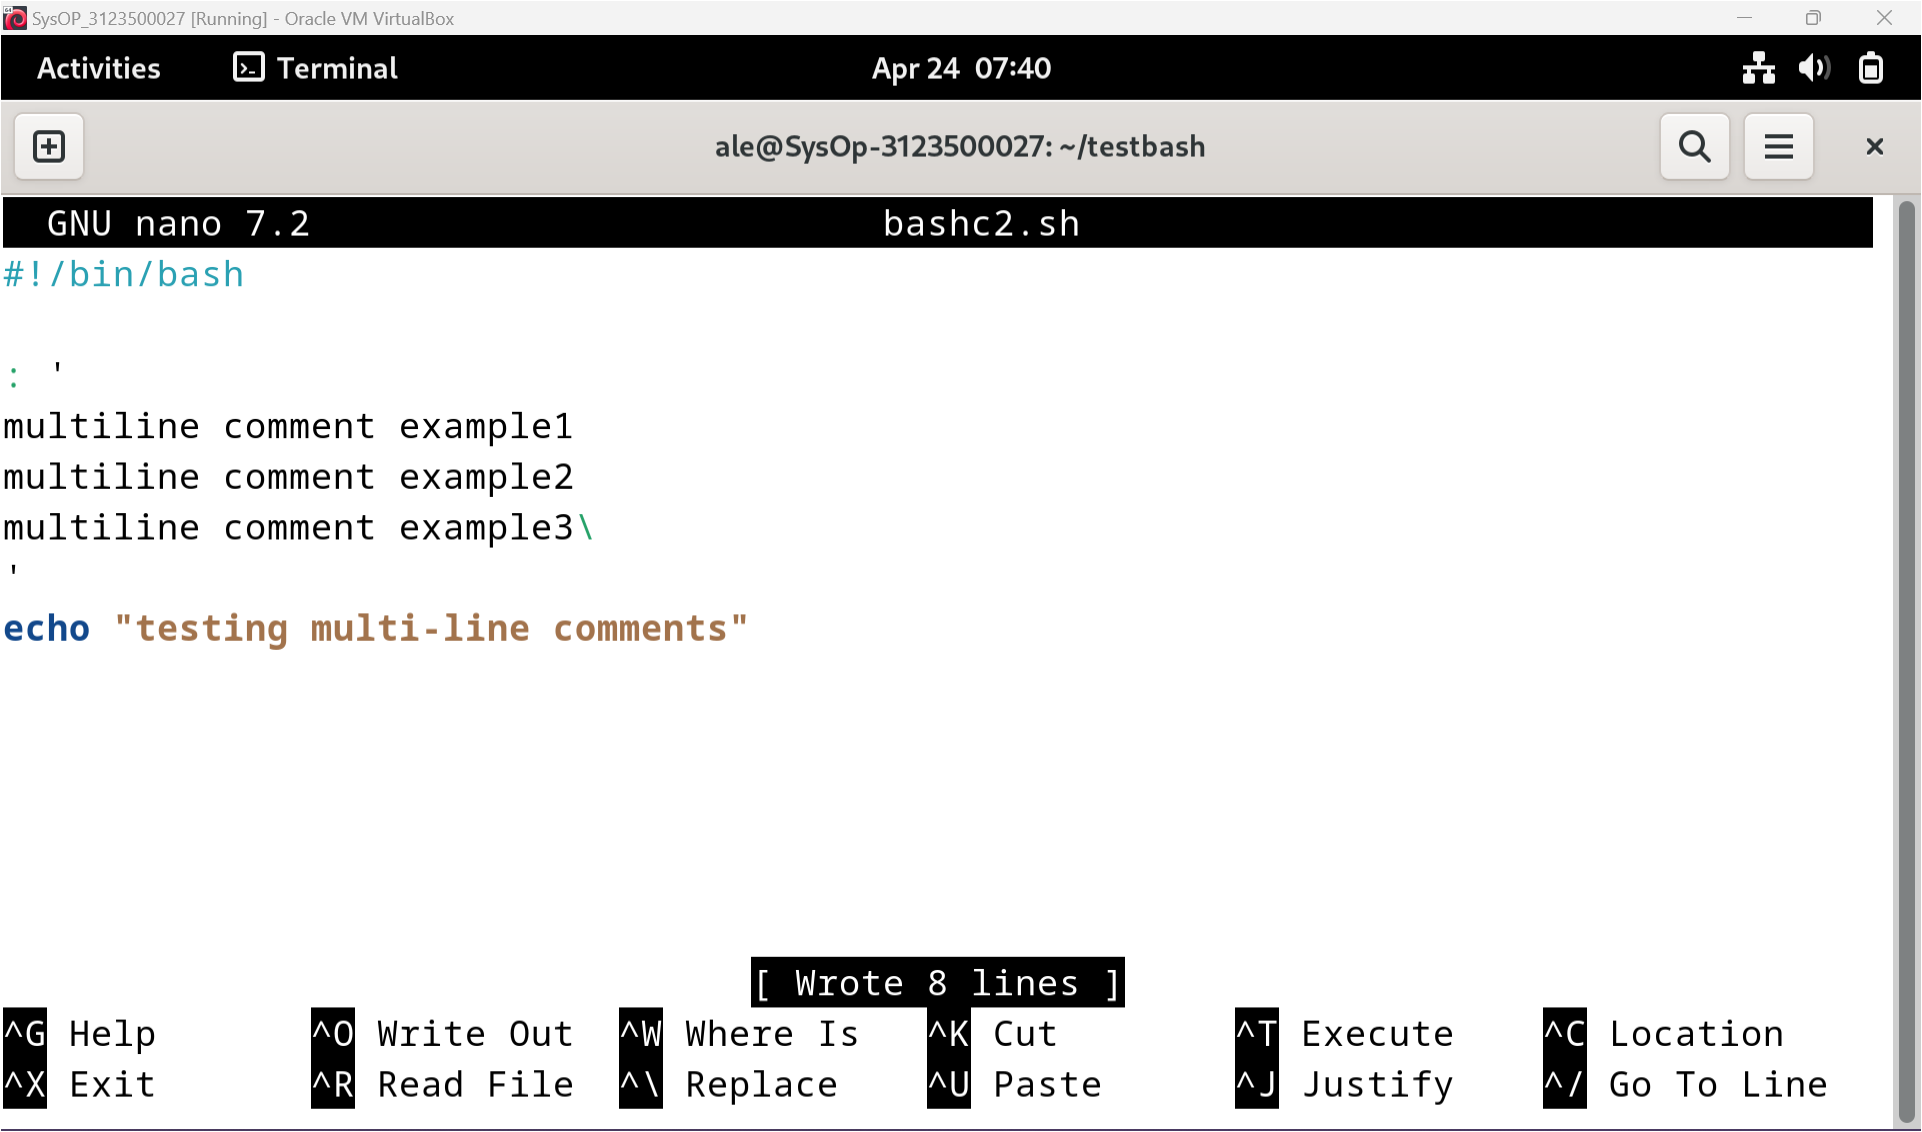 SysOP_3123500027 [Running] - Oracle VM VirtualBox
Activities Terminal Apr 24 07:40
ale@SysOp-3123500027: ~/testbash
GNU nano 7.2 bashc2.sh
#!/bin/bash
: '
multiline comment example1
multiline comment example2
multiline comment example3\
'
echo "testing multi-line comments"
[ Wrote 8 lines ]
^G Help ^O Write Out ^W Where Is ^K Cut ^T Execute ^C Location
^X Exit ^R Read File ^\ Replace ^U Paste ^J Justify ^/ Go To Line